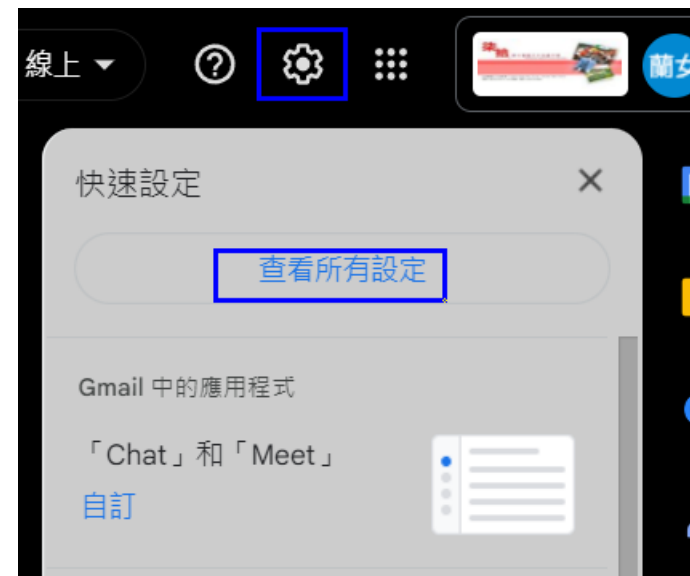 線上
蘭女
快速設定
查看所有設定
Gmail 中的應用程式
「Chat」和「Meet」
自訂